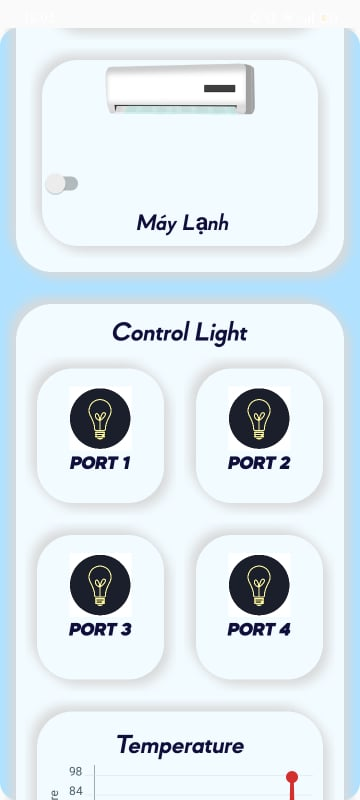 Máy Lạnh
Control Light
PORT 1
PORT 2
PORT 3
PORT 4
Temperature
98
84